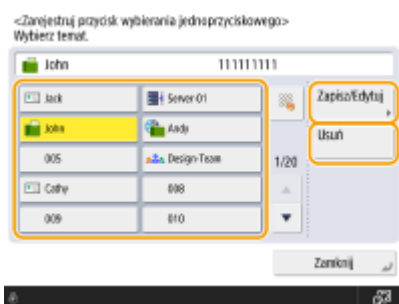 <Zarejestruj przycisk wybierania jednoprzyciskowego>
Wybierz temat.
John 111111111
Jack Server-01 Zapisz/Edytuj
John Andy Usuń
005 Design-Team 1/20
Cathy 008
009 010
Zamknij